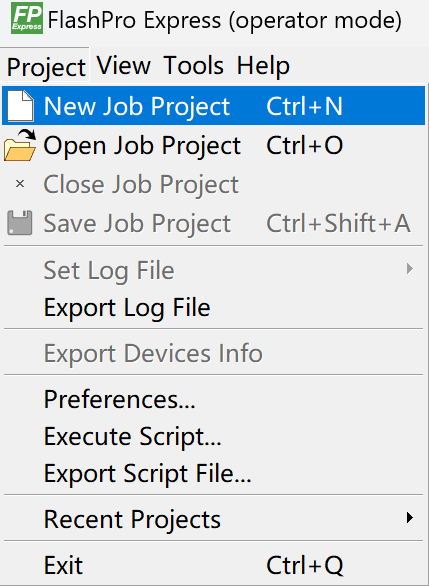 FP Express FlashPro Express (operator mode)
Project View Tools Help
New Job Project Ctrl+N
Open Job Project Ctrl+O
Close Job Project
Save Job Project Ctrl+Shift+A
Set Log File
Export Log File
Export Devices Info
Preferences...
Execute Script...
Export Script File...
Recent Projects
Exit Ctrl+Q